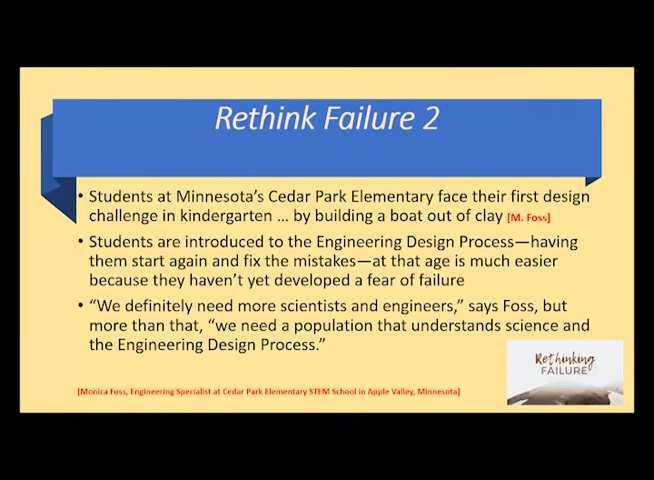 Rethink Failure 2
• Students at Minnesota's Cedar Park Elementary face their first design
challenge in kindergarten ... by building a boat out of clay [M. Foss]
• Students are introduced to the Engineering Design Process—having
them start again and fix the mistakes—at that age is much easier
because they haven't yet developed a fear of failure
• "We definitely need more scientists and engineers," says Foss, but
more than that, "we need a population that understands science and
the Engineering Design Process."
Rethinking
FAILURE
[Monica Foss, Engineering Specialist at Cedar Park Elementary STEM School in Apple Valley, Minnesota]